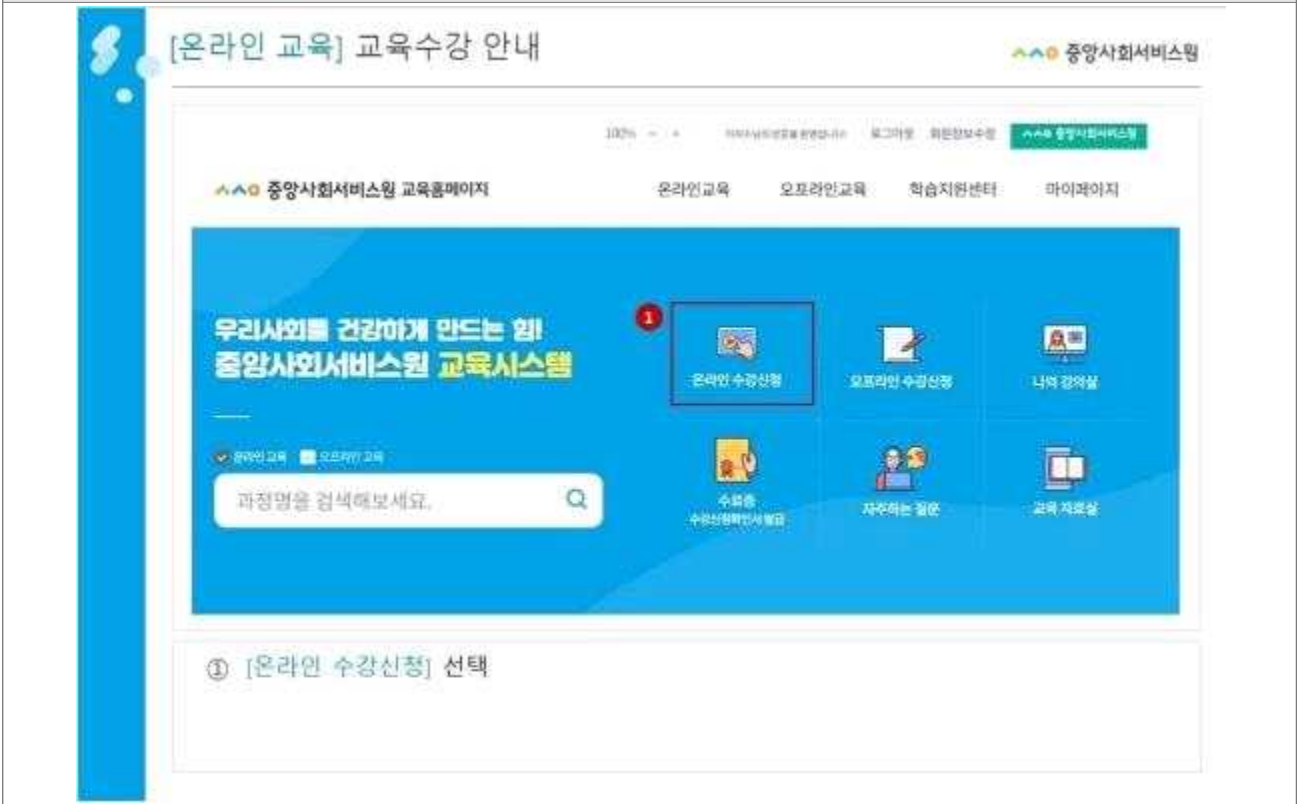 [온라인 교육] 교육수강 안내
중앙사회서비스원
100% - + 로그아웃 회원정보수정 중앙사회서비스원
중앙사회서비스원 교육홈페이지 온라인교육 오프라인교육 학습지원센터 마이페이지
우리사회를 건강하게 만드는 힘!
중앙사회서비스원 교육시스템
1
온라인 수강신청 오프라인 수강신청 나의 강의실
온라인 교육 오프라인 교육
과정명을 검색해보세요.
수료증
수강신청확인서 발급
자주하는 질문 교육 자료실
① [온라인 수강신청] 선택